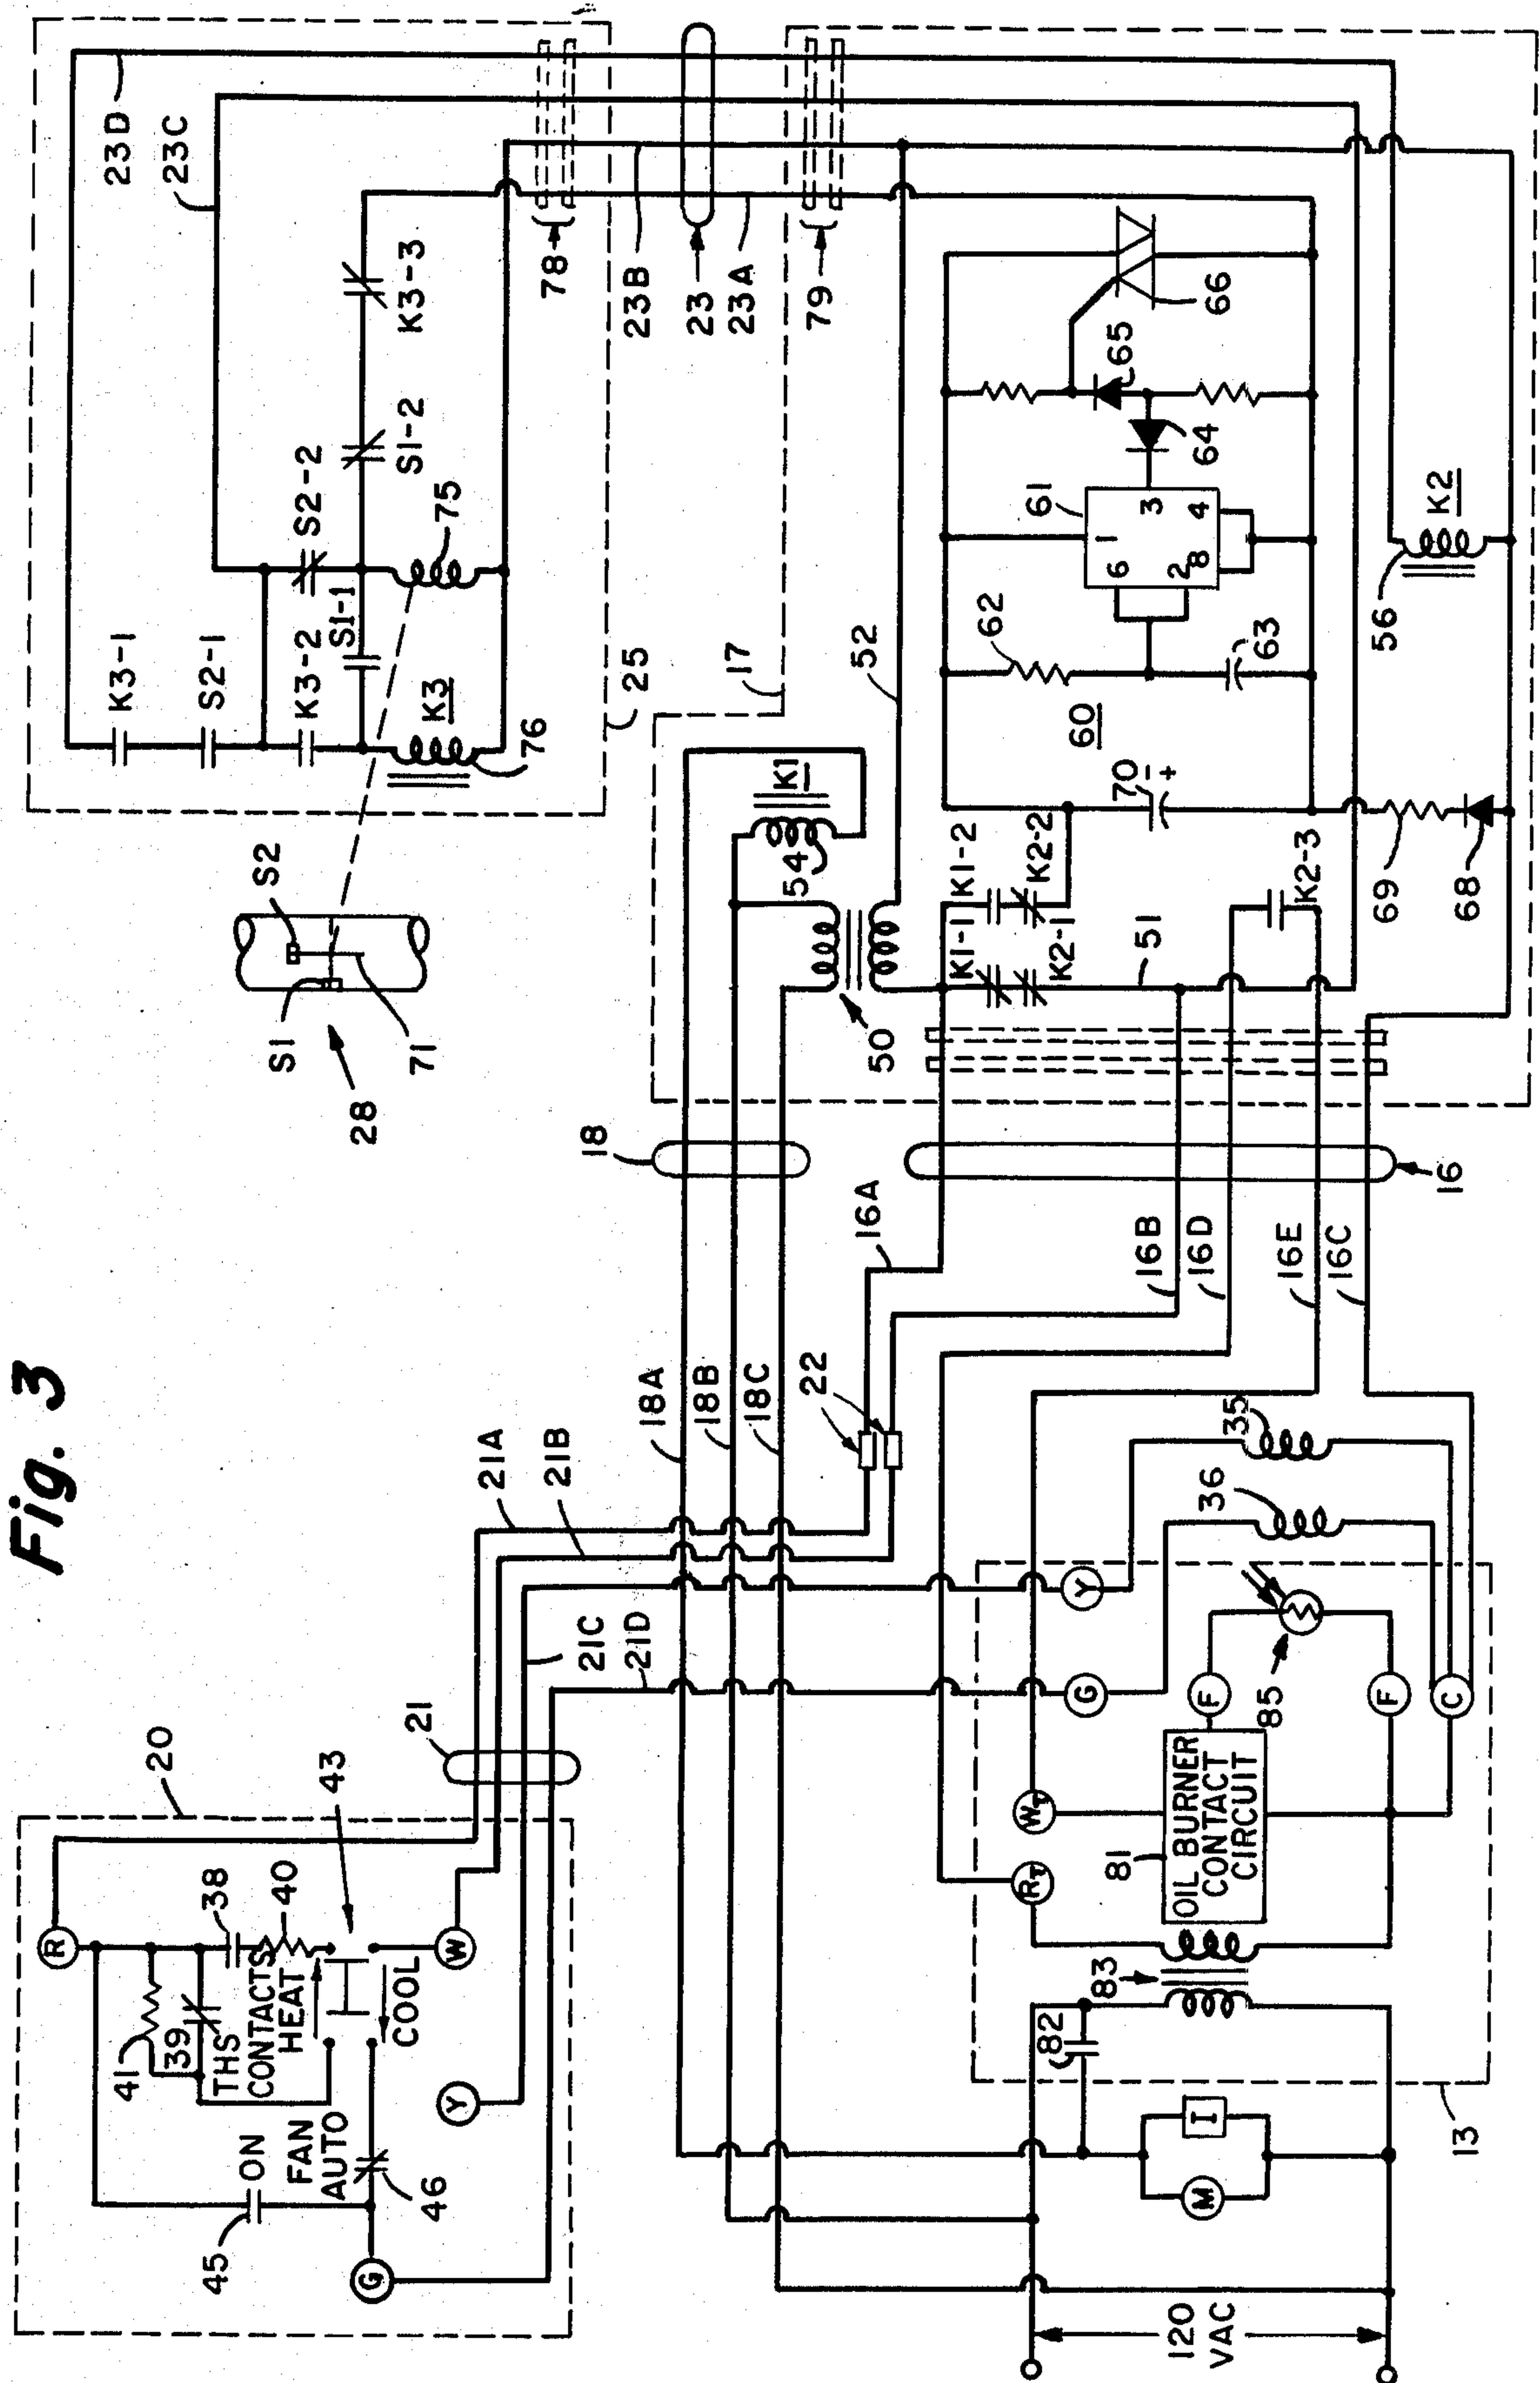 Fig. 3
20
R
38
40
41
39
THS
CONTACTS
HEAT
COOL
43
W
Y
ON
FAN
AUTO
45
46
G
21
21A
21B
21C
21D
18A
18B
18C
22
18
16A
16B
16D
16E
16C
16
28
S1
S2
71
K3-1
S2-1
K3-2
S1-1
S2-2
S1-2
K3-3
K3
75
76
25
23D
23C
78
23B
23
23A
79
17
K1
54
50
52
K1-1
K1-2
K2-1
K2-2
51
K2-3
60
70
- +
69
68
62
63
61
1
6
2
8
4
3
64
65
66
56
K2
120
VAC
M
I
13
82
83
81
OIL BURNER
CONTACT
CIRCUIT
RT
WT
G
Y
F
F
C
85
36
35